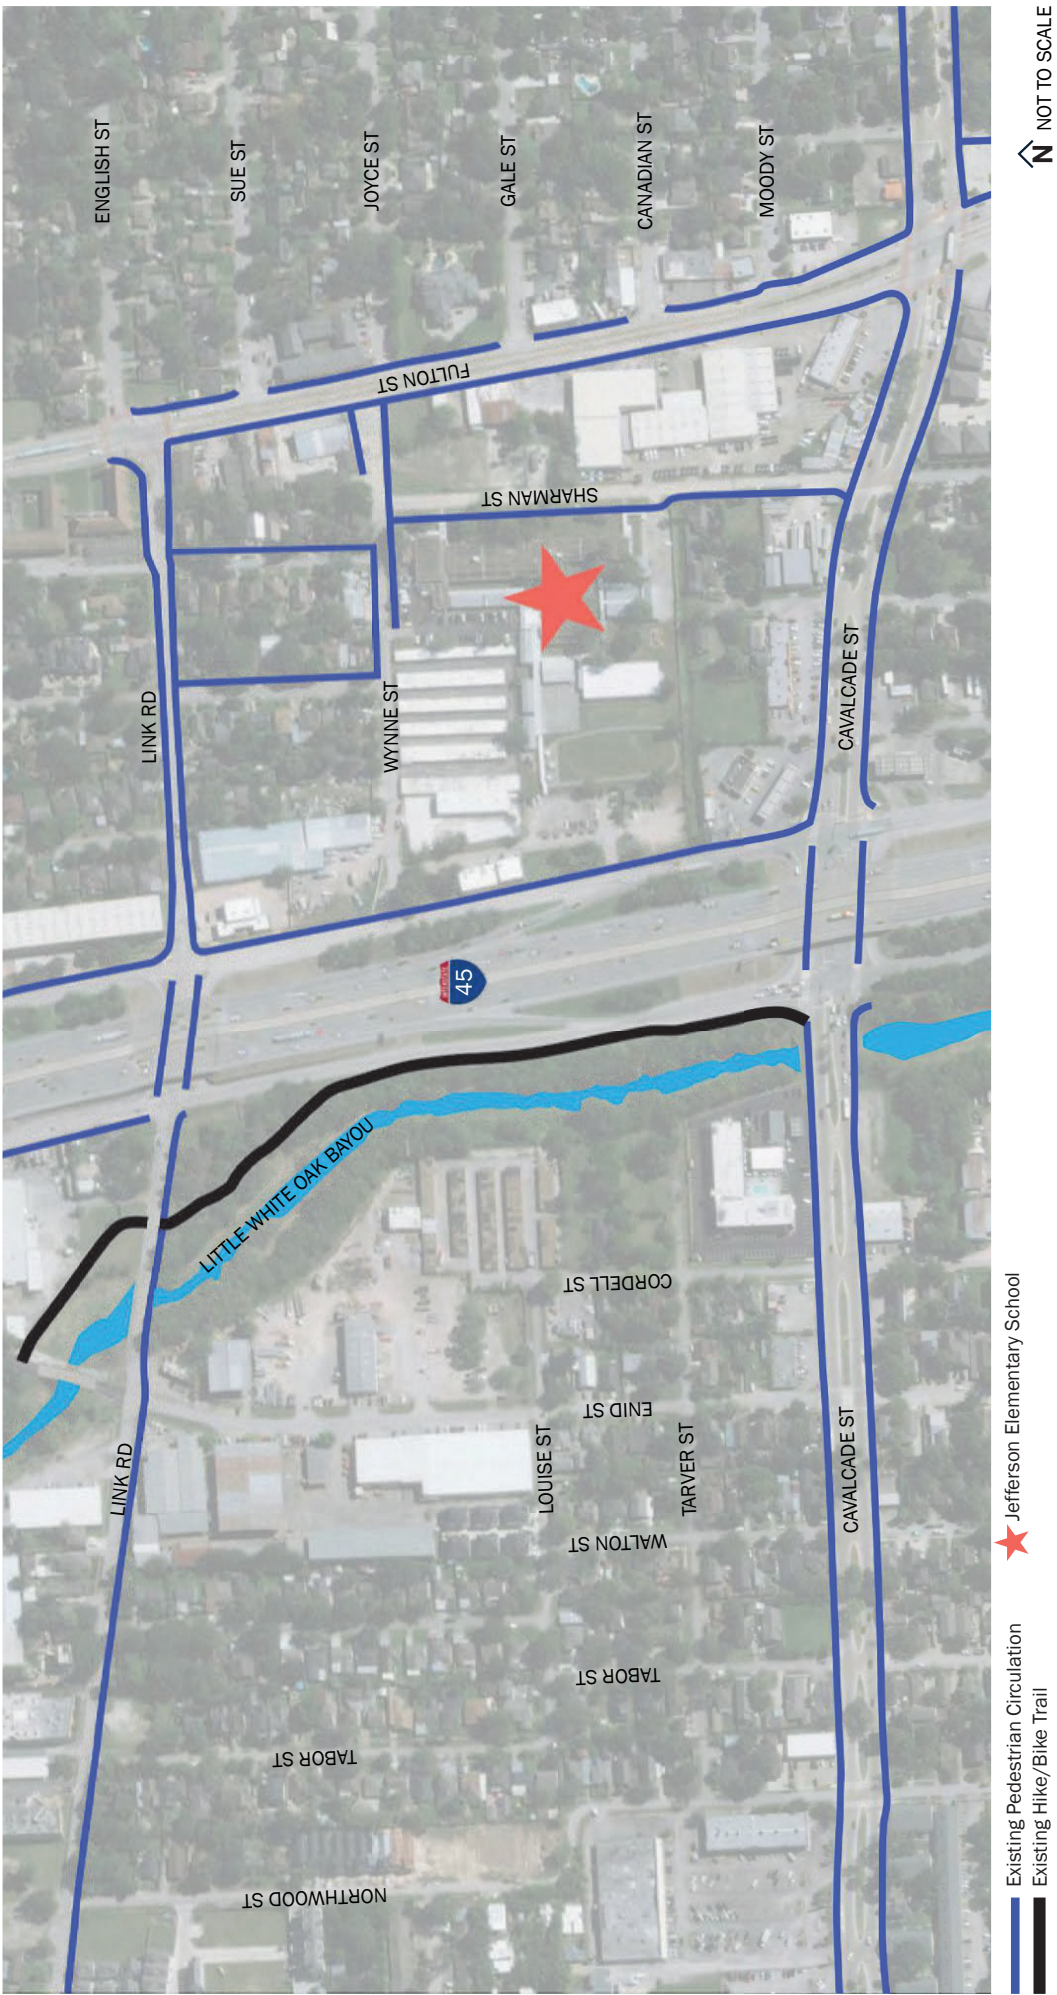 ENGLISH ST
LINK RD
LINK RD
SUE ST
LITTLE WHITE OAK BAYOU
NORTHWOOD ST
TABOR ST
JOYCE ST
WYNNE ST
FULTON ST
45
GALE ST
SHARMAN ST
LOUISE ST
CORDELL ST
ENID ST
WALTON ST
TABOR ST
CANADIAN ST
TARVER ST
MOODY ST
CAVALCADE ST
CAVALCADE ST
Existing Pedestrian Circulation
Jefferson Elementary School
Existing Hike/Bike Trail
N NOT TO SCALE